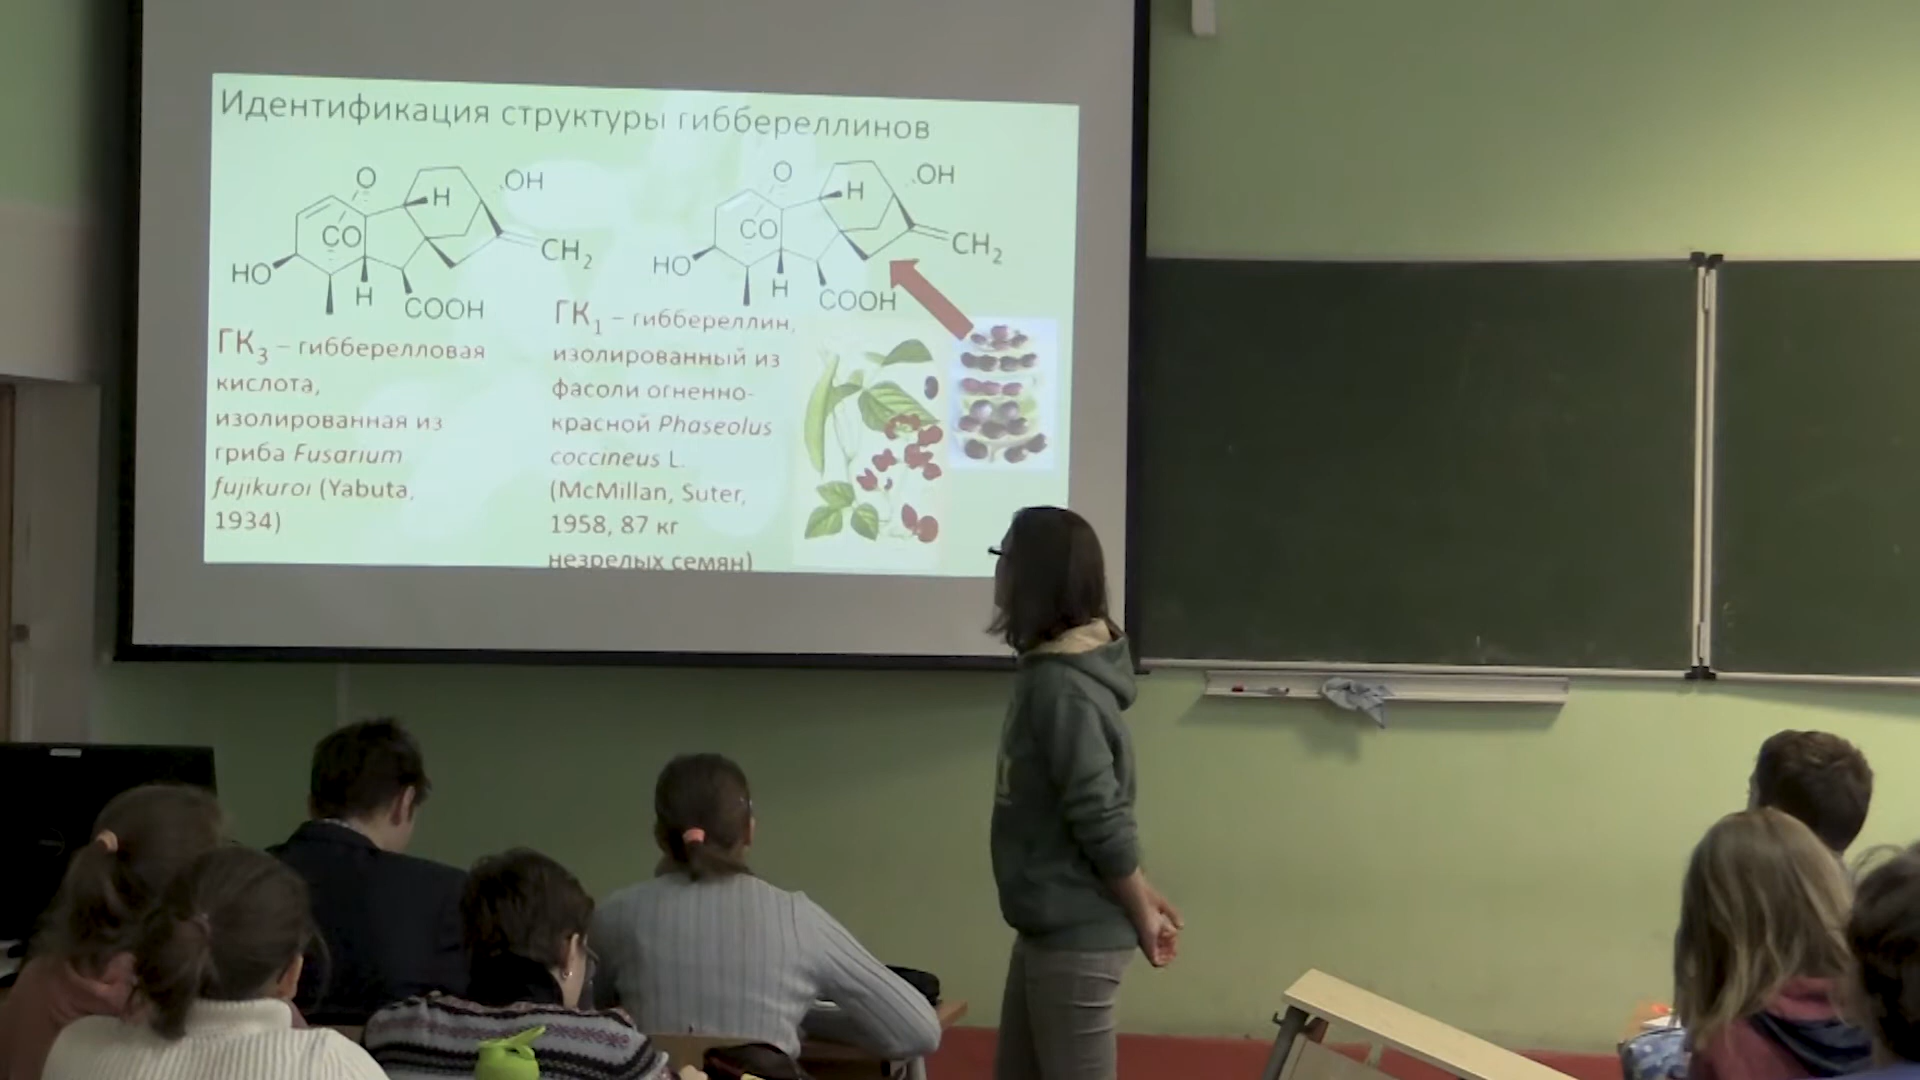 Идентификация структуры гиббереллинов
O
H
OH
CO
CH2
HO
H
COOH
O
H
OH
CO
CH2
HO
H
COOH
ГК3 – гибберелловая
кислота,
изолированная из
гриба Fusarium
fujikuroi (Yabuta,
1934)
ГК1 – гиббереллин,
изолированный из
фасоли огненно-
красной Phaseolus
coccineus L.
(McMillan, Suter,
1958, 87 кг
незрелых семян)